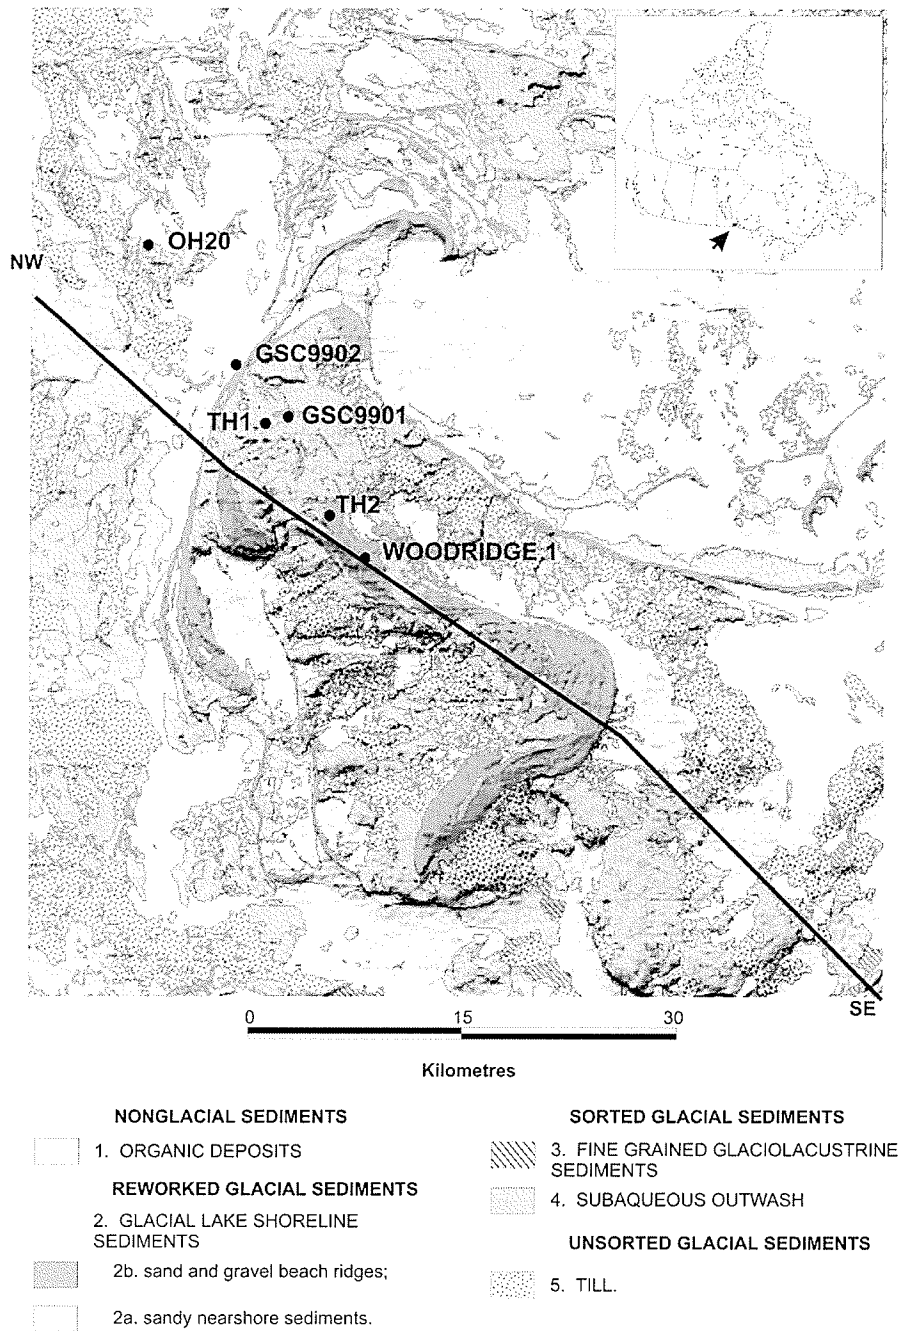 OH20
NW
GSC9902
TH1
GSC9901
TH2
WOODRIDGE 1
SE
0 15 30
Kilometres
NONGLACIAL SEDIMENTS
1. ORGANIC DEPOSITS
REWORKED GLACIAL SEDIMENTS
2. GLACIAL LAKE SHORELINE
SEDIMENTS
2b. sand and gravel beach ridges;
2a. sandy nearshore sediments.
SORTED GLACIAL SEDIMENTS
3. FINE GRAINED GLACIOLACUSTRINE
SEDIMENTS
4. SUBAQUEOUS OUTWASH
UNSORTED GLACIAL SEDIMENTS
5. TILL.